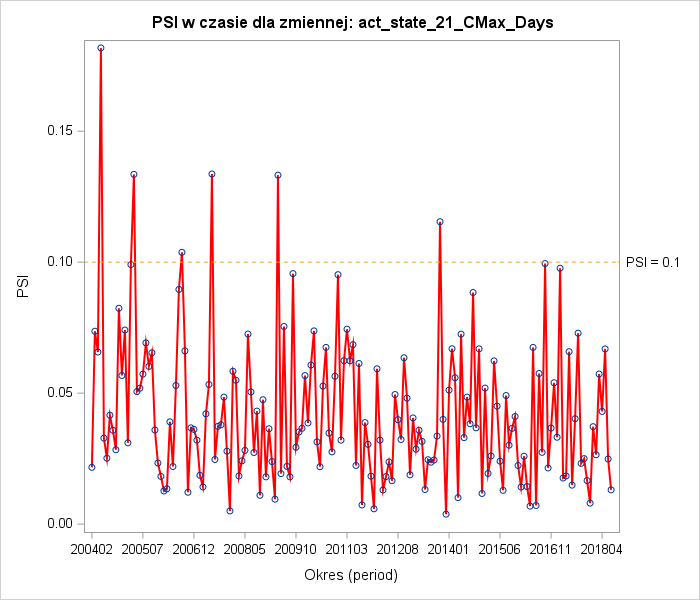 PSI w czasie dla zmiennej: act_state_21_CMax_Days
0.15
0.10
PSI = 0.1
PSI
0.05
0.00
200402 200507 200612 200805 200910 201103 201208 201401 201506 201611 201804
Okres (period)